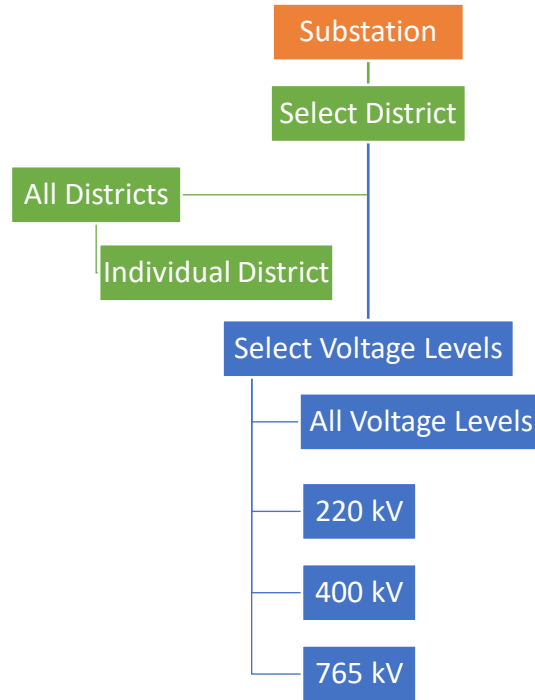 Substation
Select District
All Districts
Individual District
Select Voltage Levels
All Voltage Levels
220 kV
400 kV
765 kV